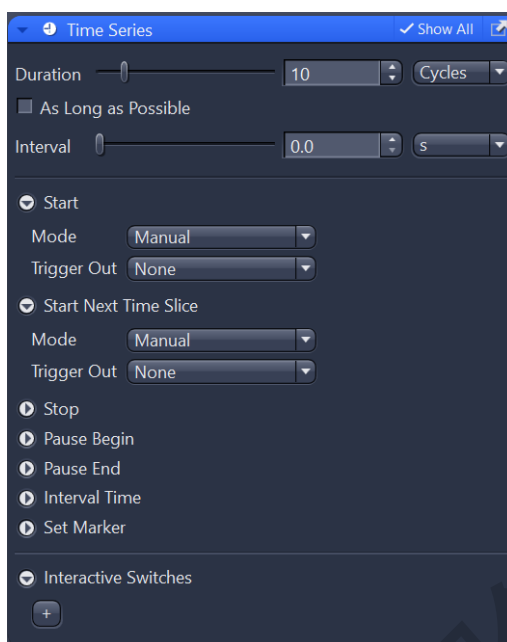 Time Series Show All
Duration 10 Cycles
As Long as Possible
Interval 0.0 s
Start
Mode Manual
Trigger Out None
Start Next Time Slice
Mode Manual
Trigger Out None
Stop
Pause Begin
Pause End
Interval Time
Set Marker
Interactive Switches
+